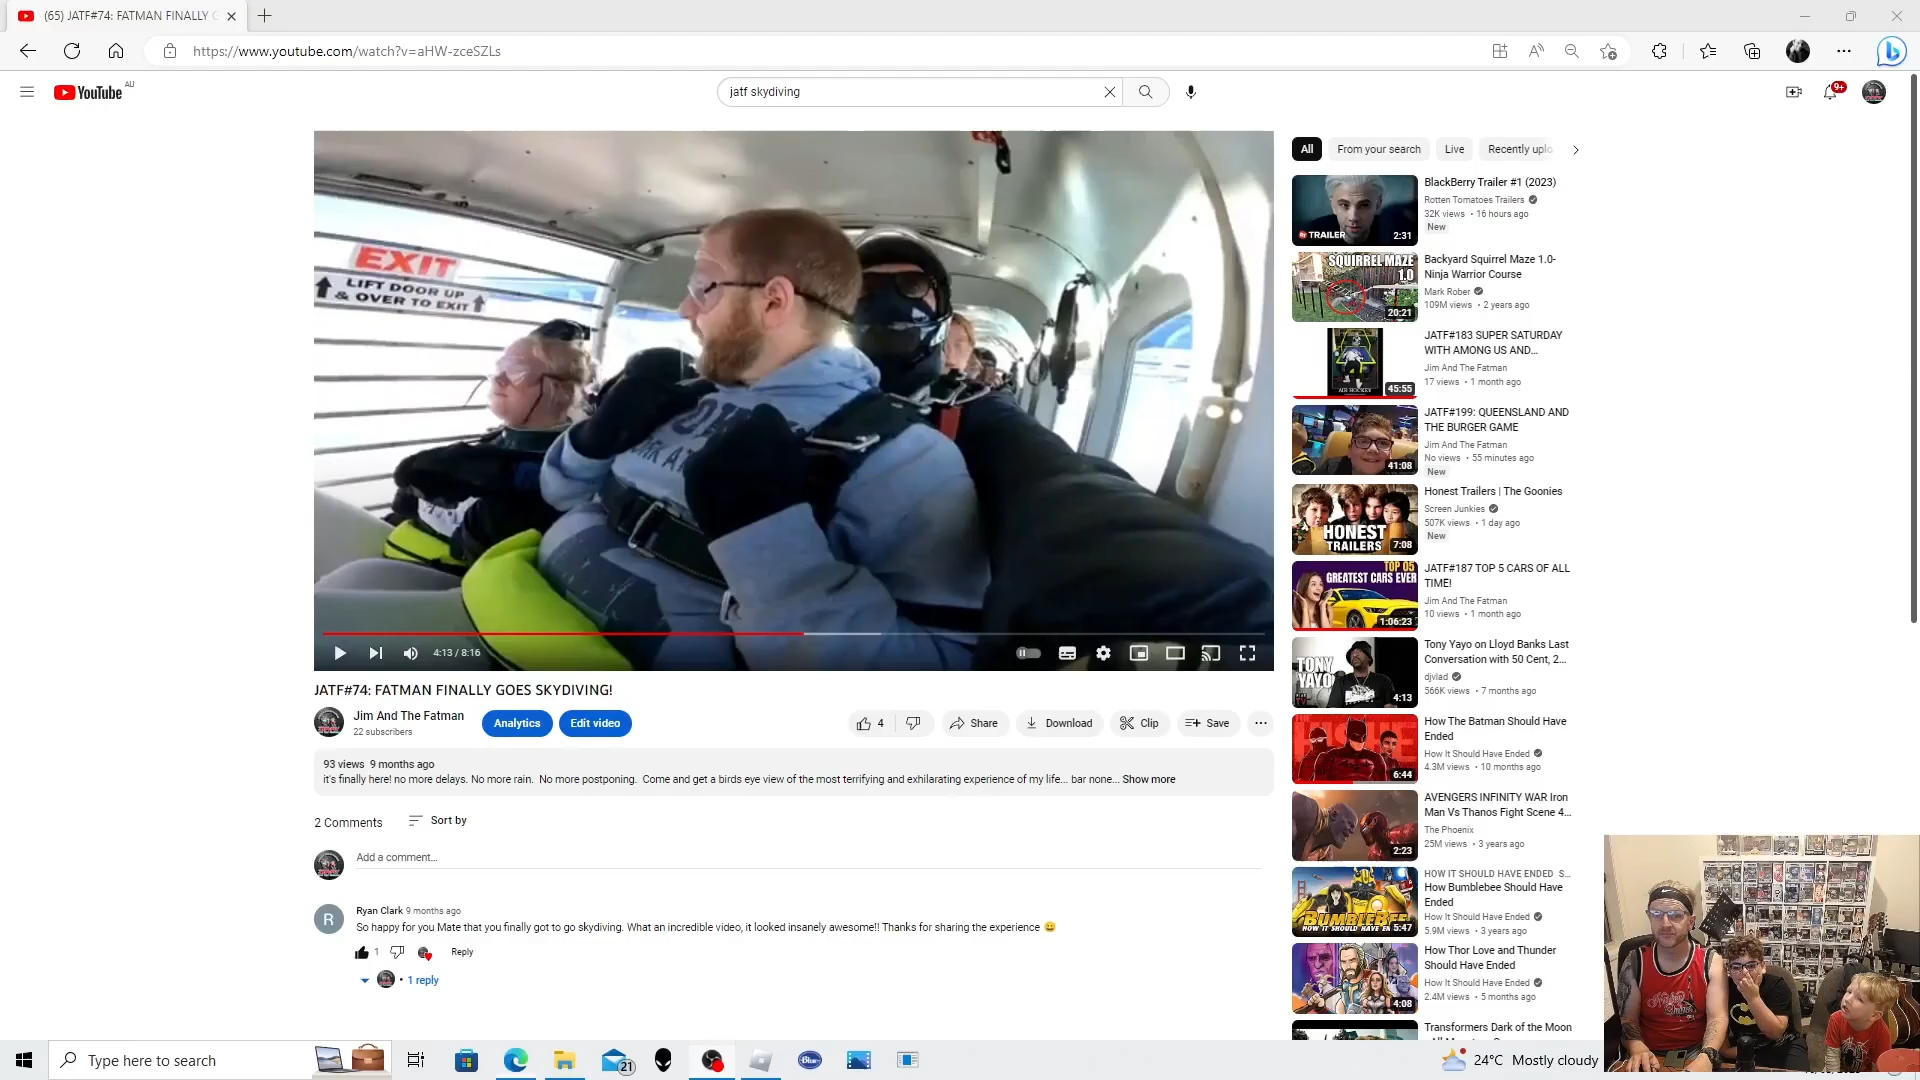 (65) JATF#74: FATMAN FINALLY G
https://www.youtube.com/watch?v=aHW-zceSZLs
YouTube AU
jatf skydiving
9+
EXIT
LIFT DOOR UP
& OVER TO EXIT
4:13 / 8:16
JATF#74: FATMAN FINALLY GOES SKYDIVING!
Jim And The Fatman
22 subscribers
Analytics
Edit video
4
Share
Download
Clip
Save
93 views 9 months ago
it's finally here! no more delays. No more rain. No more postponing. Come and get a birds eye view of the most terrifying and exhilarating experience of my life... bar none... Show more
2 Comments
Sort by
Add a comment...
R
Ryan Clark 9 months ago
So happy for you Mate that you finally got to go skydiving. What an incredible video, it looked insanely awesome!! Thanks for sharing the experience 😀
1
Reply
• 1 reply
All
From your search
Live
Recently uplo
TRAILER
2:31
BlackBerry Trailer #1 (2023)
Rotten Tomatoes Trailers
32K views • 16 hours ago
New
SQUIRREL MAZE
1.0
20:21
Backyard Squirrel Maze 1.0-
Ninja Warrior Course
Mark Rober
109M views • 2 years ago
AIR HOCKEY
45:55
JATF#183 SUPER SATURDAY
WITH AMONG US AND...
Jim And The Fatman
17 views • 1 month ago
41:08
JATF#199: QUEENSLAND AND
THE BURGER GAME
Jim And The Fatman
No views • 55 minutes ago
New
HONEST
TRAILERS
7:08
Honest Trailers | The Goonies
Screen Junkies
507K views • 1 day ago
New
TOP 05
GREATEST CARS EVER
1:06:23
JATF#187 TOP 5 CARS OF ALL
TIME!
Jim And The Fatman
10 views • 1 month ago
TONY
YAYO
4:13
Tony Yayo on Lloyd Banks Last
Conversation with 50 Cent, 2...
djvlad
566K views • 7 months ago
6:44
How The Batman Should Have
Ended
How It Should Have Ended
4.3M views • 10 months ago
2:23
AVENGERS INFINITY WAR Iron
Man Vs Thanos Fight Scene 4...
The Phoenix
25M views • 3 years ago
BUMBLEBEE
HOW IT SHOULD HAVE EN
5:47
HOW IT SHOULD HAVE ENDED S...
How Bumblebee Should Have
Ended
How It Should Have Ended
5.9M views • 3 years ago
4:08
How Thor Love and Thunder
Should Have Ended
How It Should Have Ended
2.4M views • 5 months ago
Transformers Dark of the Moon
Type here to search
21
24°C Mostly cloudy